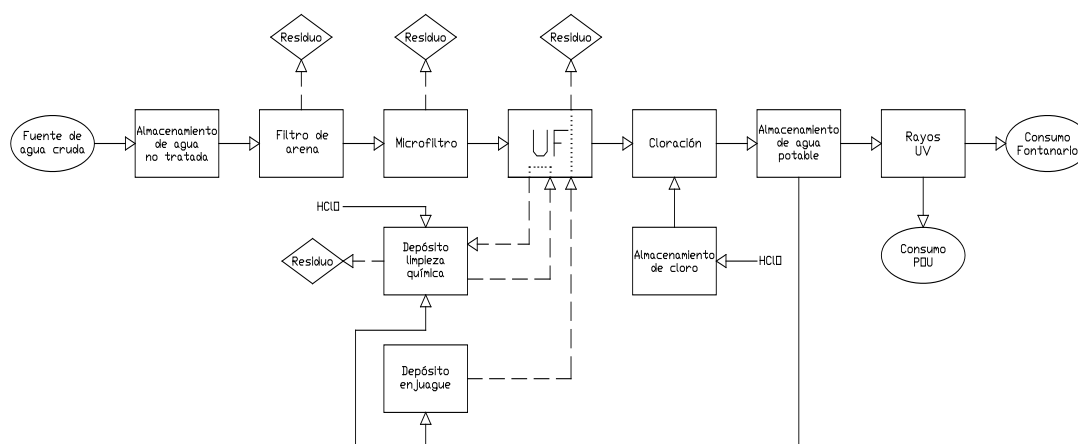 Residuo
Residuo
Residuo
Fuente de
agua cruda
Almacenamiento
de agua
no tratada
Filtro de
arena
Microfiltro
UF
Cloración
Almacenamiento
de agua
potable
Rayos
UV
Consumo
Fontanario
HClO
Residuo
Depósito
limpieza
química
Almacenamiento
de cloro
HClO
Consumo
POU
Depósito
enjuague